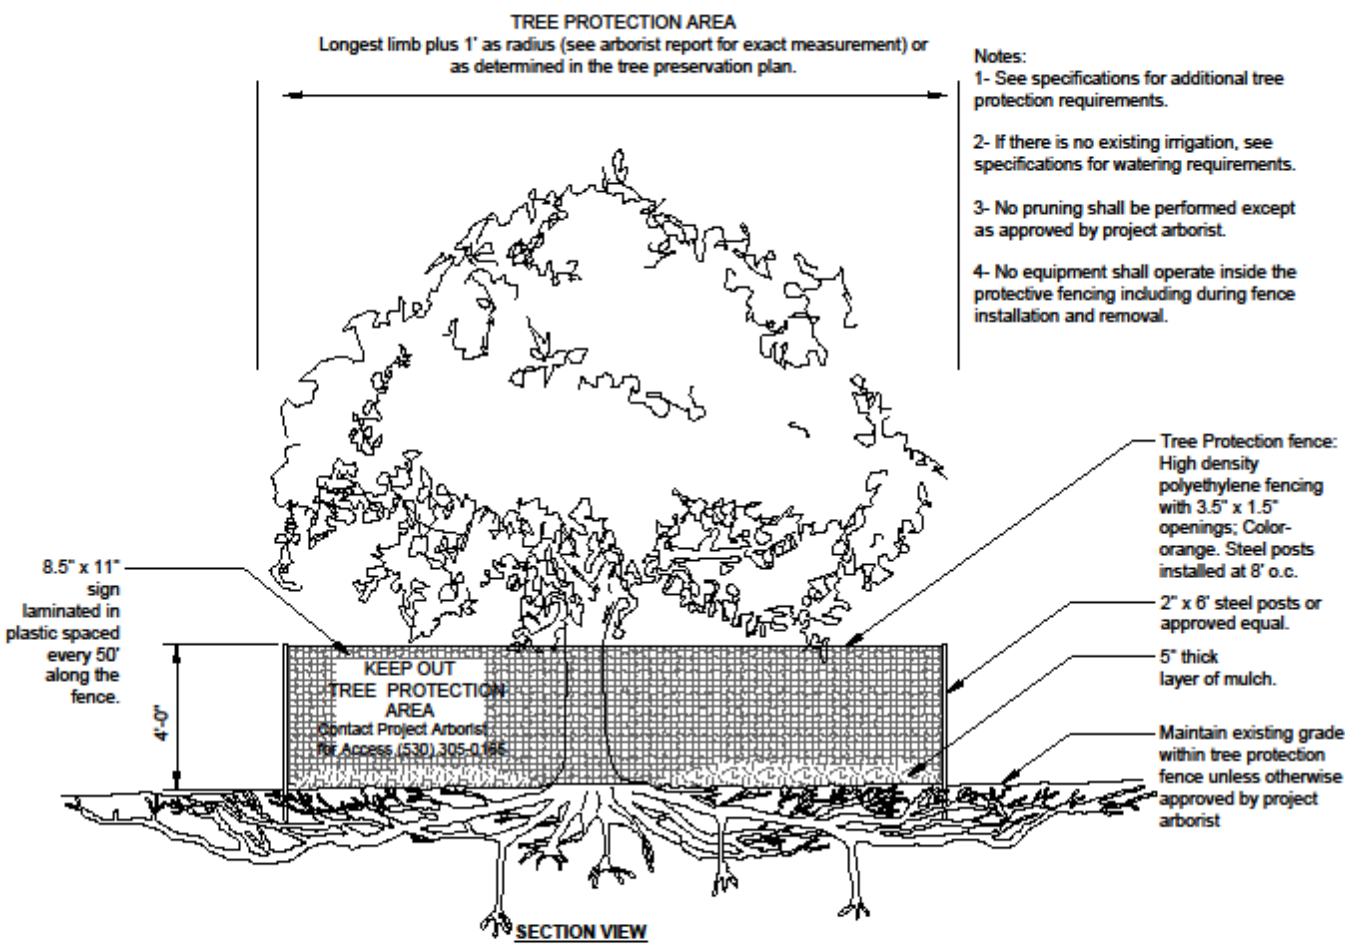 TREE PROTECTION AREA
Longest limb plus 1' as radius (see arborist report for exact measurement) or
as determined in the tree preservation plan.
Notes:
1- See specifications for additional tree
protection requirements.
2- If there is no existing irrigation, see
specifications for watering requirements.
3- No pruning shall be performed except
as approved by project arborist.
4- No equipment shall operate inside the
protective fencing including during fence
installation and removal.
Tree Protection fence:
High density
polyethylene fencing
with 3.5" x 1.5"
openings; Color-
orange. Steel posts
installed at 8' o.c.
2" x 6' steel posts or
approved equal.
5" thick
layer of mulch.
Maintain existing grade
within tree protection
fence unless otherwise
approved by project
arborist
8.5" x 11"
sign
laminated in
plastic spaced
every 50'
along the
fence.
4'-0"
KEEP OUT
TREE PROTECTION
AREA
Contact Project Arborist
for Access (530) 305-0165
SECTION VIEW